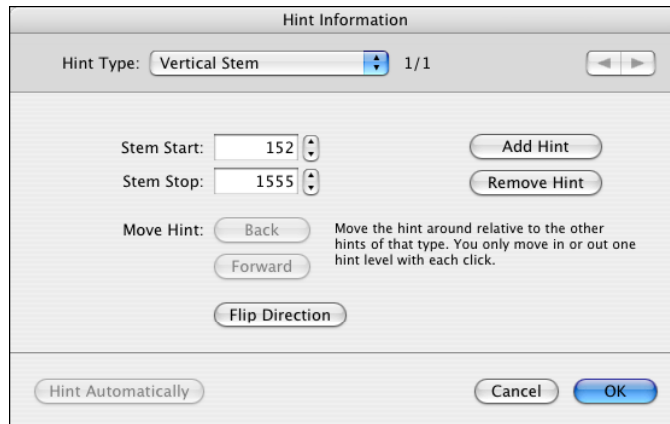 Hint Information
Hint Type: Vertical Stem 1/1
Stem Start: 152 Add Hint
Stem Stop: 1555 Remove Hint
Move Hint: Back Move the hint around relative to the other
hints of that type. You only move in or out one
Forward hint level with each click.
Flip Direction
Hint Automatically Cancel OK